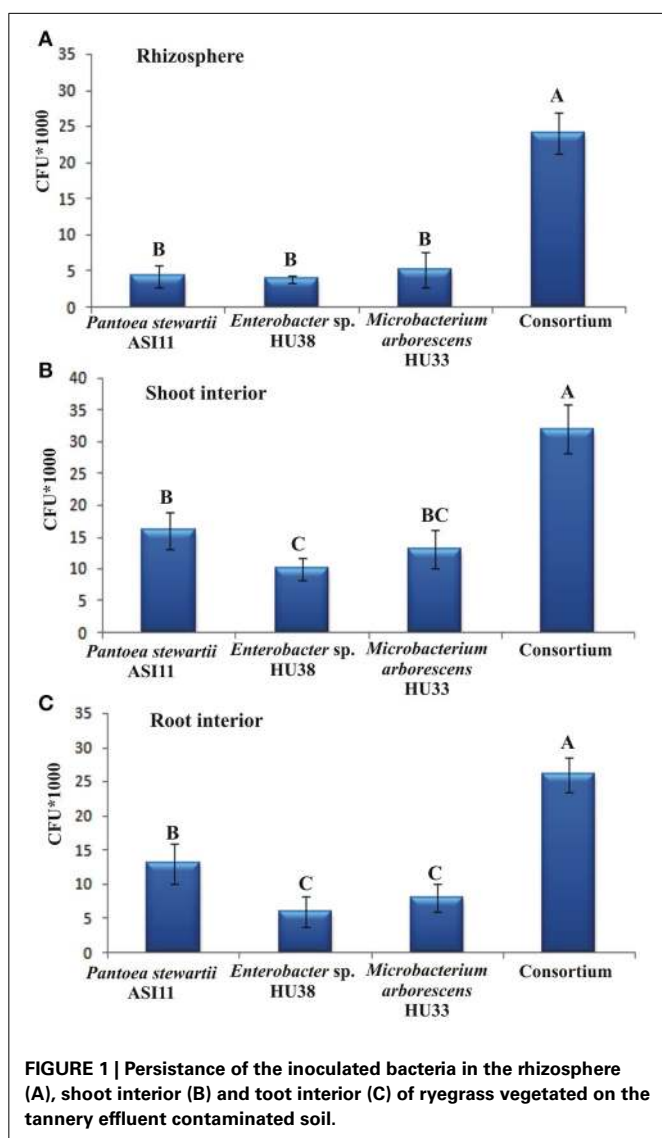 A
Rhizosphere
CFU*1000
35
30
25
20
15
10
5
0
B
B
B
A
Pantoea stewartii
ASI11
Enterobacter sp.
HU38
Microbacterium
arborescens
HU33
Consortium
B
Shoot interior
CFU*1000
40
35
30
25
20
15
10
5
0
B
C
BC
A
Pantoea stewartii
ASI11
Enterobacter sp.
HU38
Microbacterium
arborescens
HU33
Consortium
C
Root interior
CFU*1000
35
30
25
20
15
10
5
0
B
C
C
A
Pantoea stewartii
ASI11
Enterobacter sp.
HU38
Microbacterium
arborescens
HU33
Consortium
FIGURE 1 | Persistance of the inoculated bacteria in the rhizosphere
(A), shoot interior (B) and toot interior (C) of ryegrass vegetated on the
tannery effluent contaminated soil.